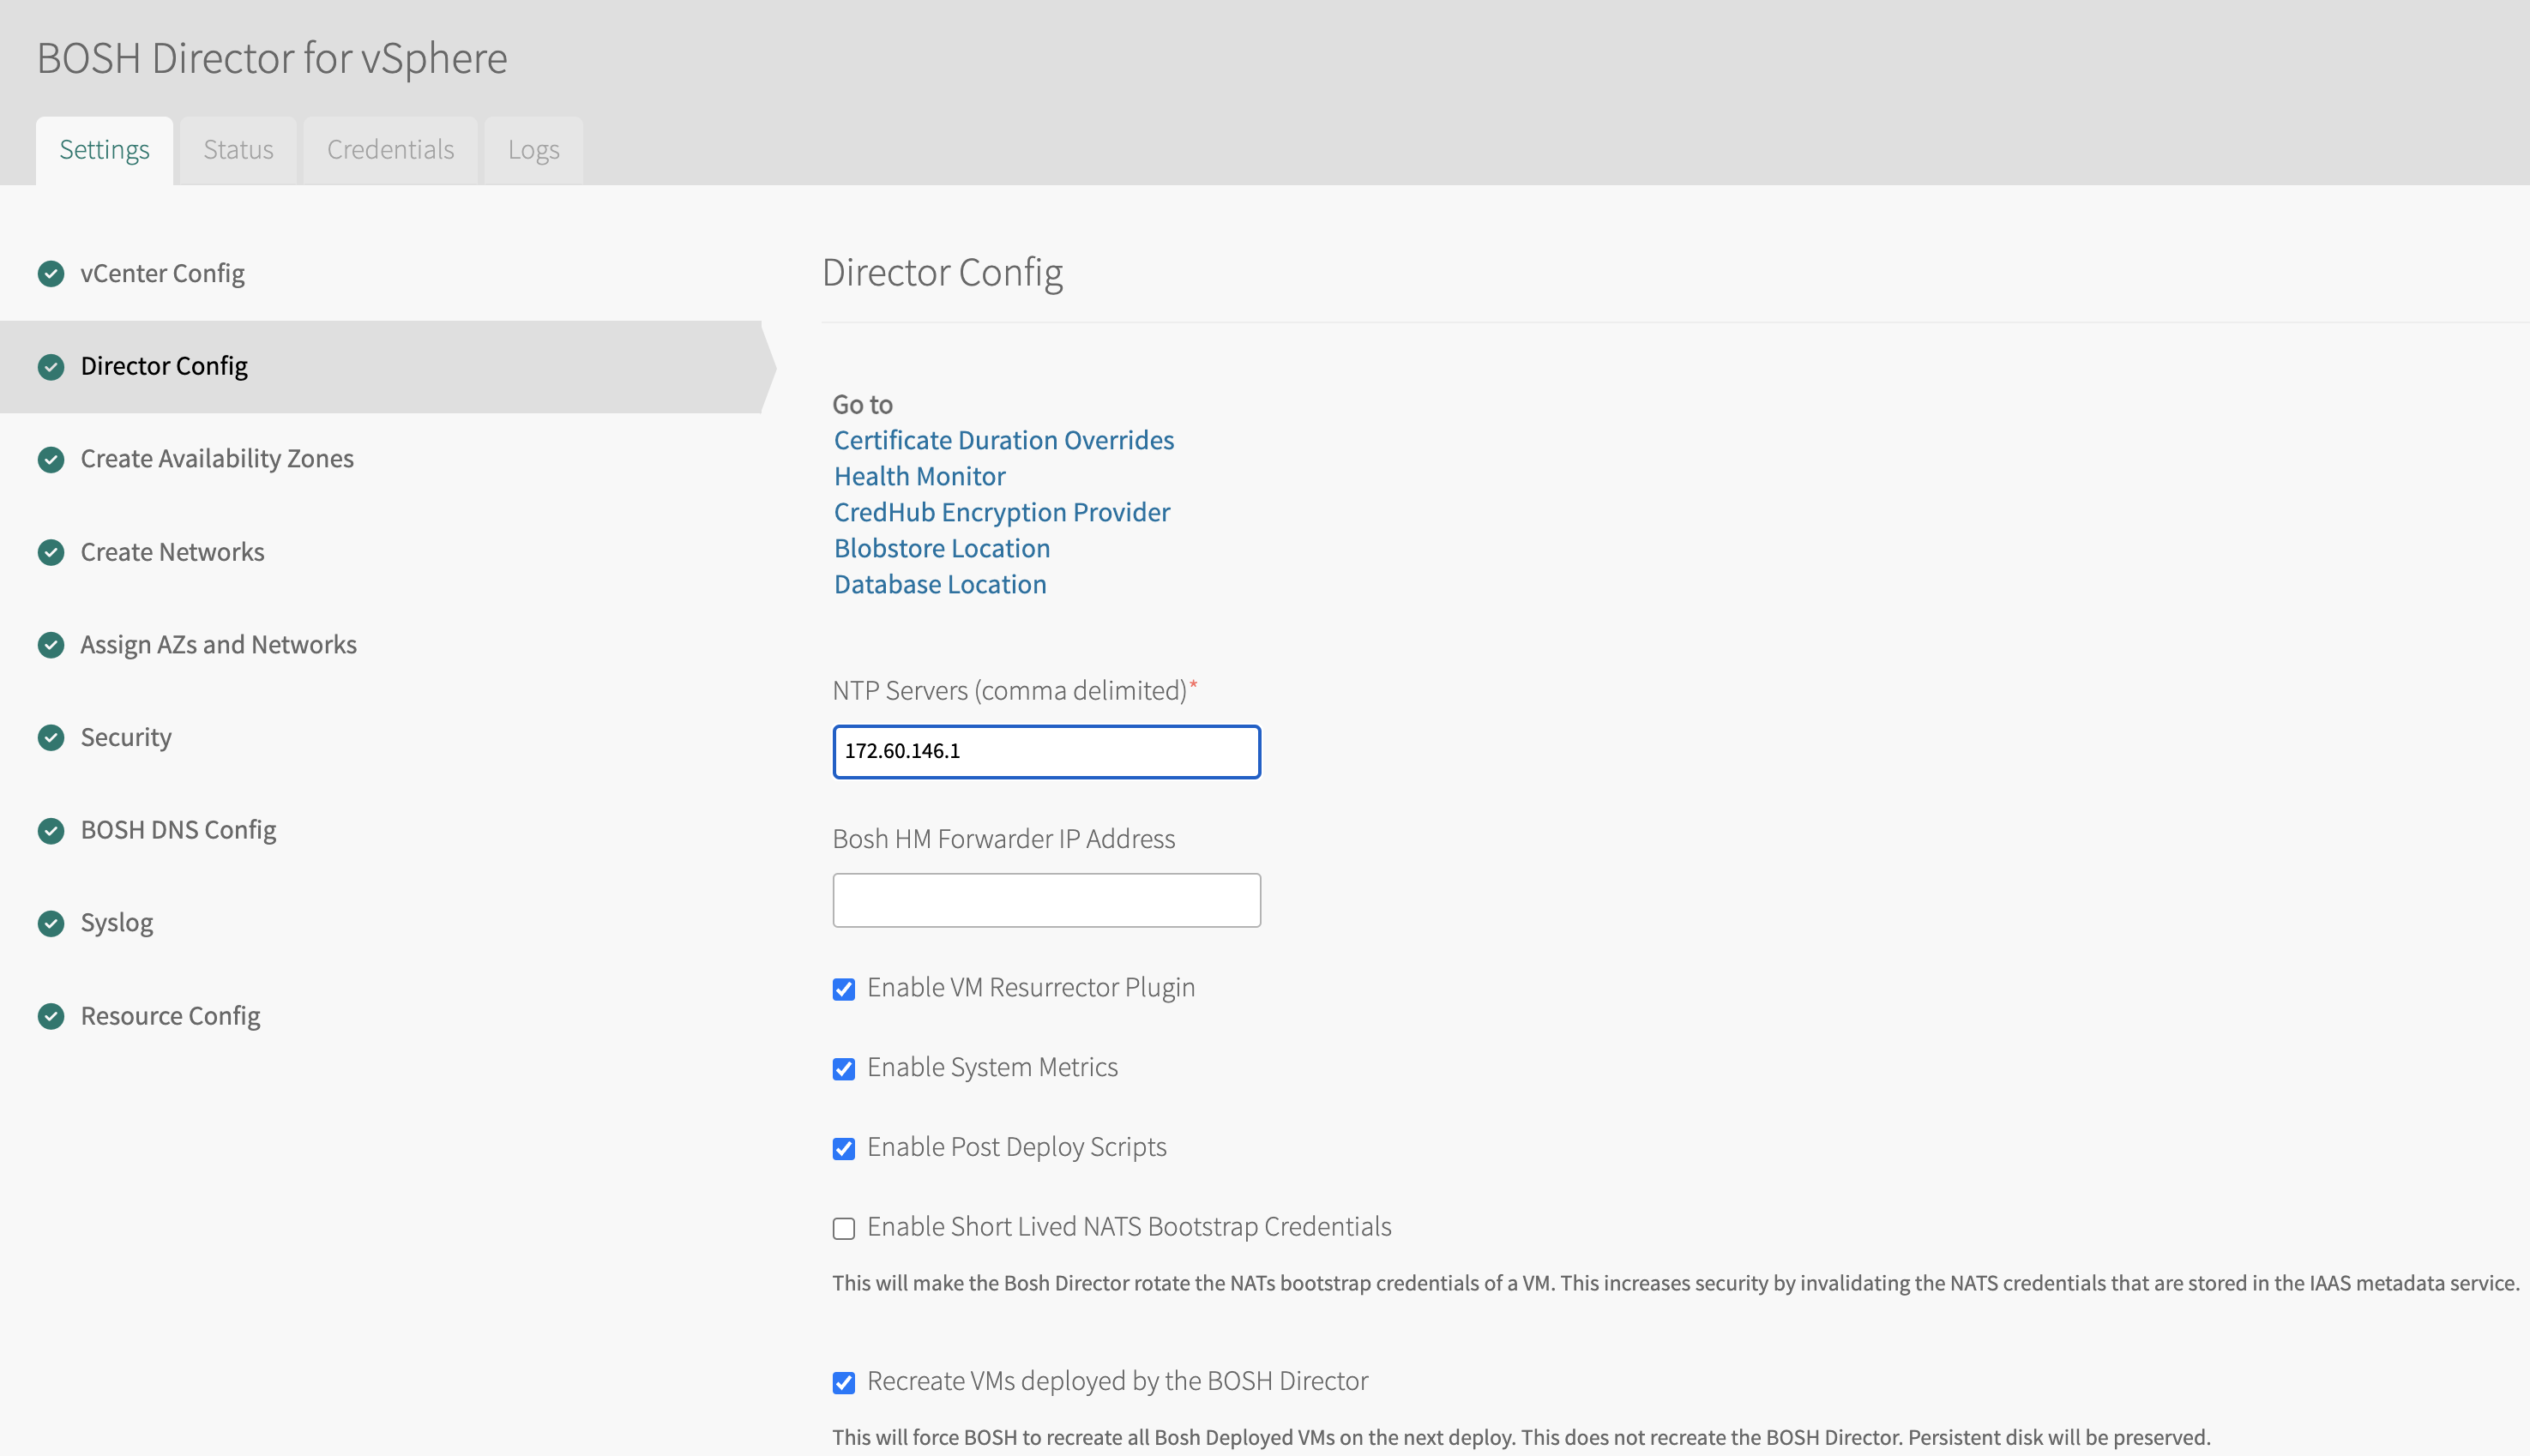 BOSH Director for vSphere
Settings
Status
Credentials
Logs
vCenter Config
Director Config
Create Availability Zones
Create Networks
Assign AZs and Networks
Security
BOSH DNS Config
Syslog
Resource Config
Director Config
Go to
Certificate Duration Overrides
Health Monitor
CredHub Encryption Provider
Blobstore Location
Database Location
NTP Servers (comma delimited)*
172.60.146.1
Bosh HM Forwarder IP Address
Enable VM Resurrector Plugin
Enable System Metrics
Enable Post Deploy Scripts
Enable Short Lived NATS Bootstrap Credentials
This will make the Bosh Director rotate the NATs bootstrap credentials of a VM. This increases security by invalidating the NATS credentials that are stored in the IAAS metadata service.
Recreate VMs deployed by the BOSH Director
This will force BOSH to recreate all Bosh Deployed VMs on the next deploy. This does not recreate the BOSH Director. Persistent disk will be preserved.